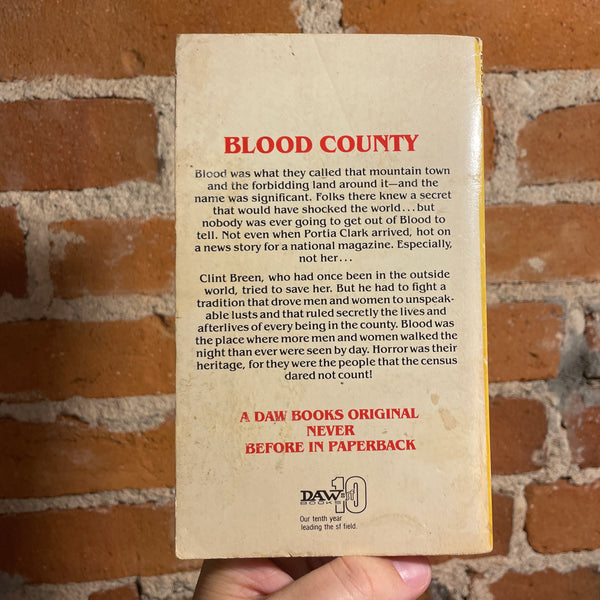 BLOOD COUNTY
Blood was what they called that mountain town
and the forbidding land around it—and the
name was significant. Folks there knew a secret
that would have shocked the world...but
nobody was ever going to get out of Blood to
tell. Not even when Portia Clark arrived, hot on
a news story for a national magazine. Especially,
not her...
Clint Breen, who had once been in the outside
world, tried to save her. But he had to fight a
tradition that drove men and women to unspeak-
able lusts and that ruled secretly the lives and
afterlives of every being in the county. Blood was
the place where more men and women walked the
night than ever were seen by day. Horror was their
heritage, for they were the people that the census
dared not count!
A DAW BOOKS ORIGINAL
NEVER
BEFORE IN PAPERBACK
DAW 10
BOOKS
Our tenth year
leading the sf field.